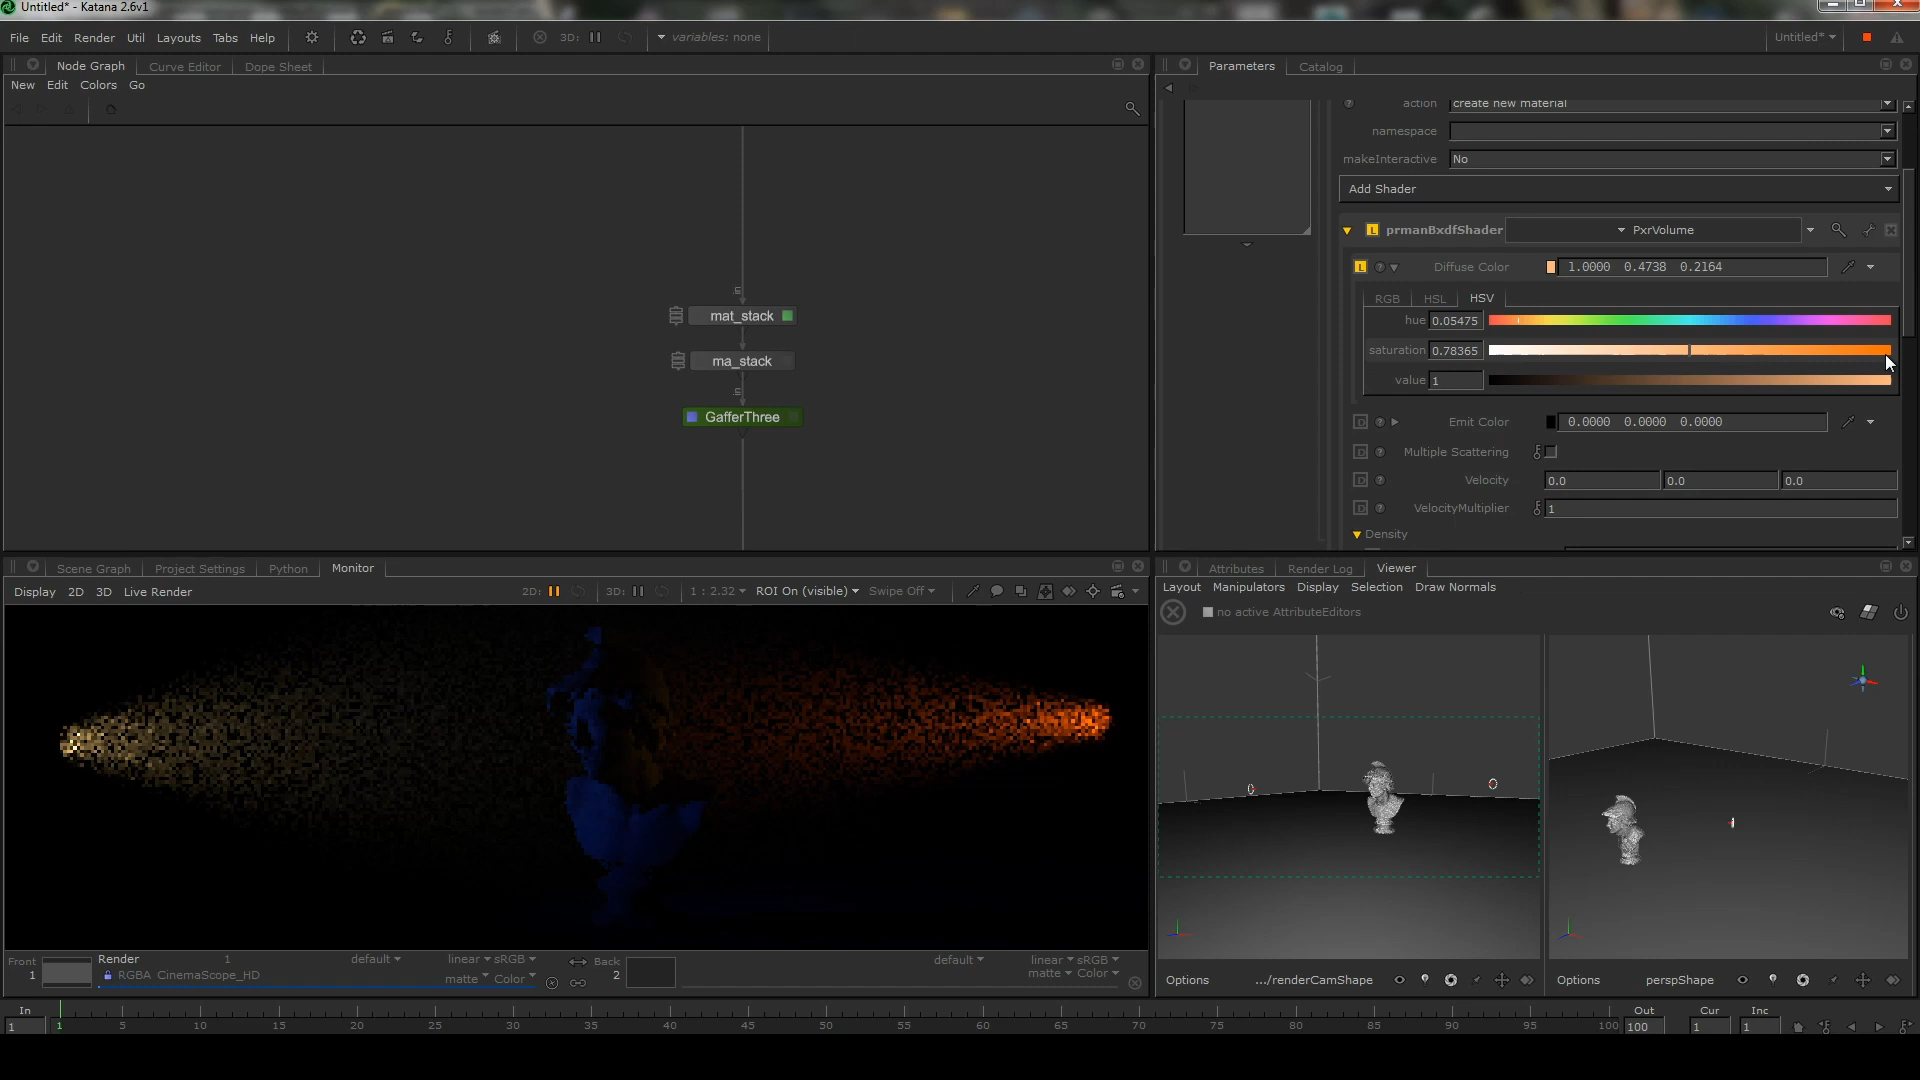 Untitled* - Katana 2.6v1
File Edit Render Util Layouts Tabs Help 3D: variables: none Untitled*
Node Graph Curve Editor Dope Sheet
New Edit Colors Go
in
mat_stack
ma_stack
in
GafferThree
Parameters Catalog
action create new material
namespace
makeInteractive No
Add Shader
L prmanBxdfShader PxrVolume
L ? Diffuse Color 1.0000 0.4738 0.2164
RGB HSL HSV
hue 0.05475
saturation 0.78365
value 1
D ? Emit Color 0.0000 0.0000 0.0000
D ? Multiple Scattering
D ? Velocity 0.0 0.0 0.0
D ? VelocityMultiplier 1
Density
Scene Graph Project Settings Python Monitor
Display 2D 3D Live Render 2D: 3D: 1 : 2.32 ROI On (visible) Swipe Off
Front Render 1 default linear sRGB Back default linear sRGB
1 RGBA CinemaScope_HD matte Color 2 matte Color
Attributes Render Log Viewer
Layout Manipulators Display Selection Draw Normals
no active AttributeEditors
Options .../renderCamShape Options perspShape
In Out Cur Inc
1 1 5 10 15 20 25 30 35 40 45 50 55 60 65 70 75 80 85 90 95 100 100 1 1